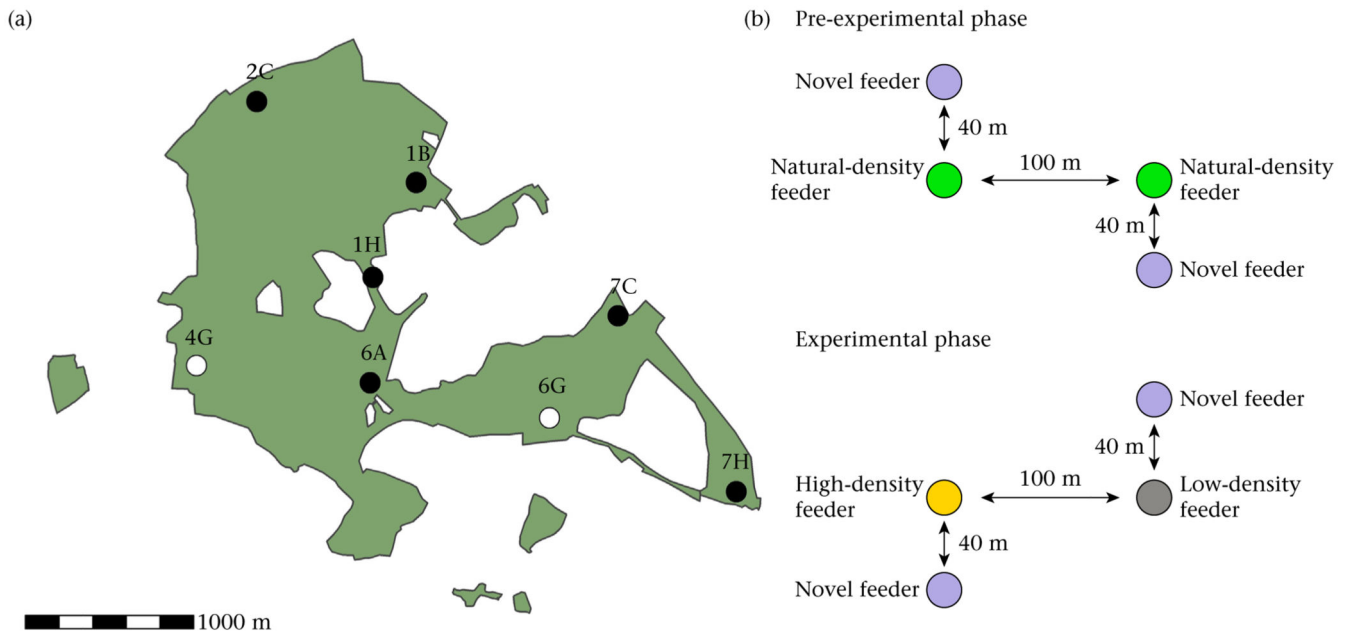 (a)
2C
1B
1H
7C
4G
6A
6G
7H
1000 m
(b) Pre-experimental phase
Novel feeder
40 m
Natural-density
feeder
100 m
Natural-density
feeder
40 m
Novel feeder
Experimental phase
Novel feeder
40 m
High-density
feeder
100 m
Low-density
feeder
40 m
Novel feeder